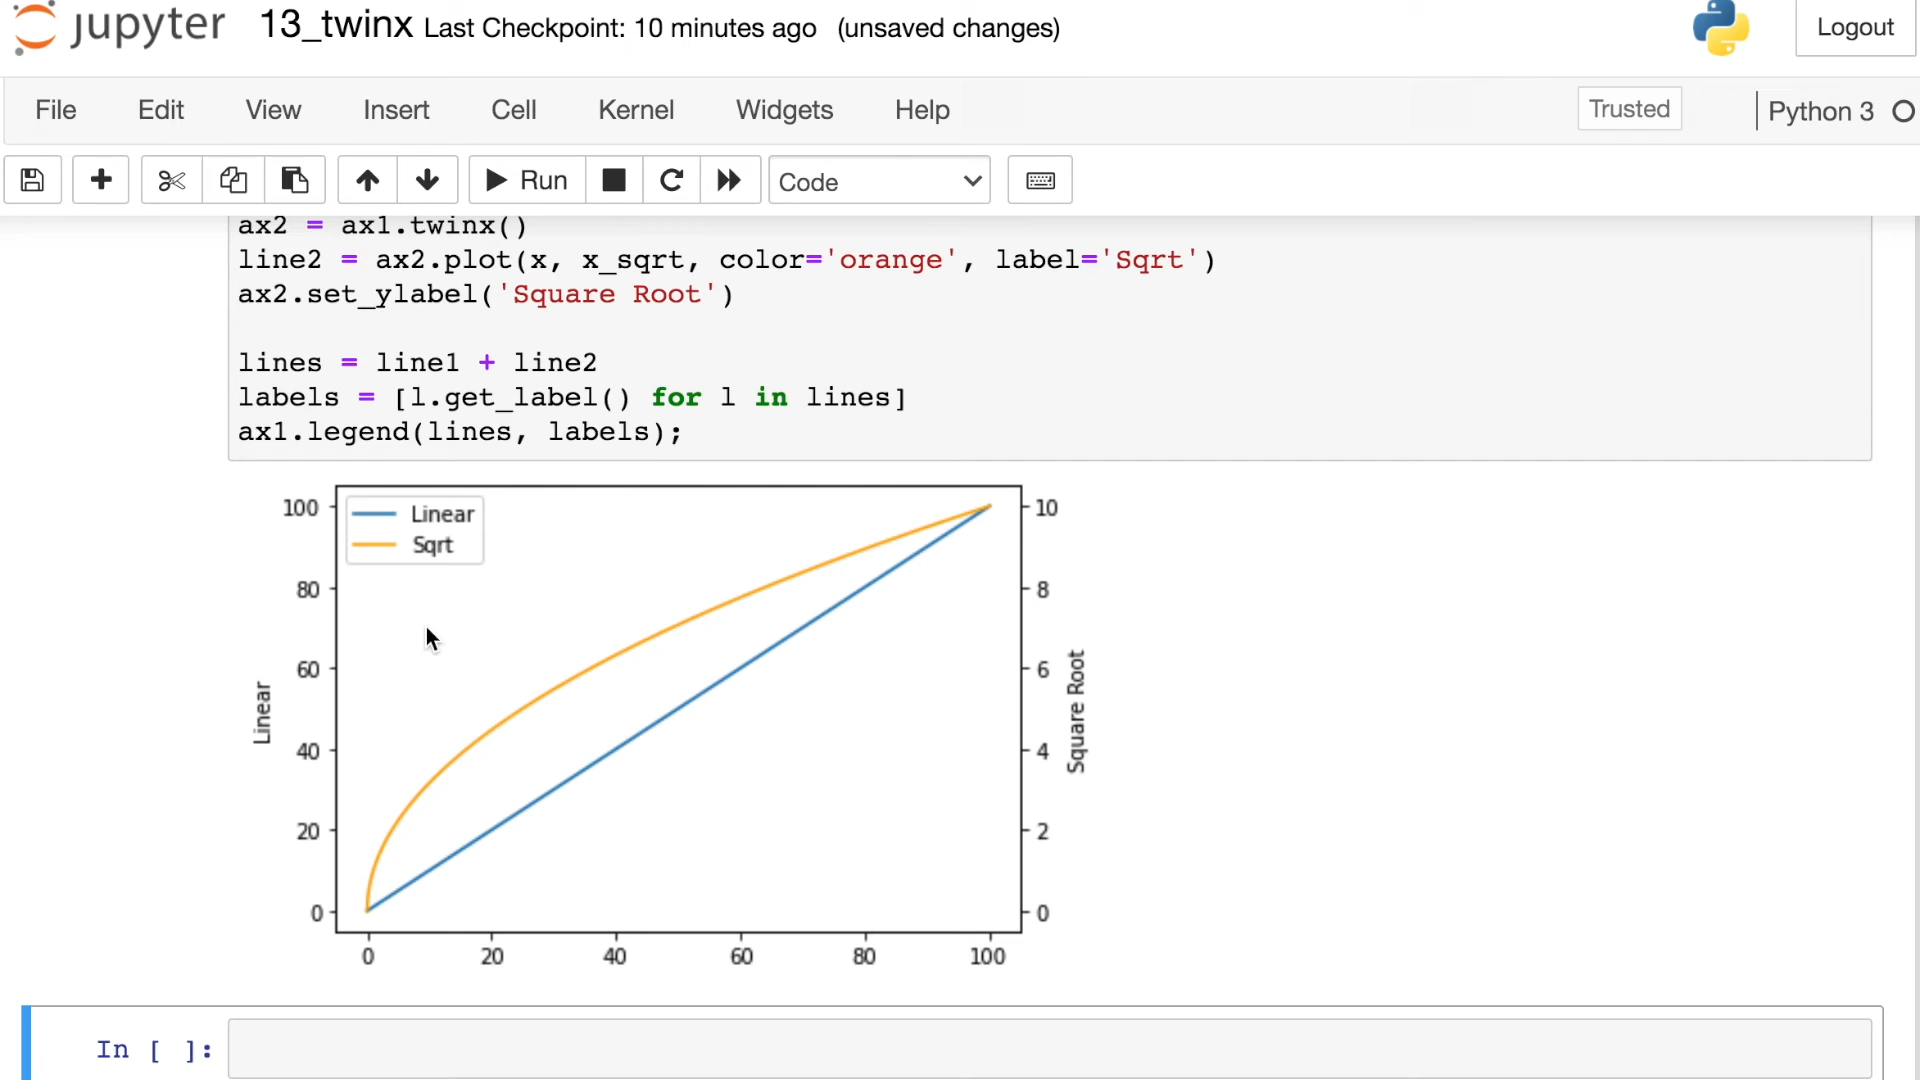 jupyter 13_twinx Last Checkpoint: 10 minutes ago (unsaved changes) Logout
File Edit View Insert Cell Kernel Widgets Help Trusted Python 3
Run Code
ax2 = ax1.twinx()
line2 = ax2.plot(x, x_sqrt, color='orange', label='Sqrt')
ax2.set_ylabel('Square Root')
lines = line1 + line2
labels = [l.get_label() for l in lines]
ax1.legend(lines, labels);
100 Linear 10
Sqrt
80 8
60 6
Linear Square Root
40 4
20 2
0 0
0 20 40 60 80 100
In [ ]: